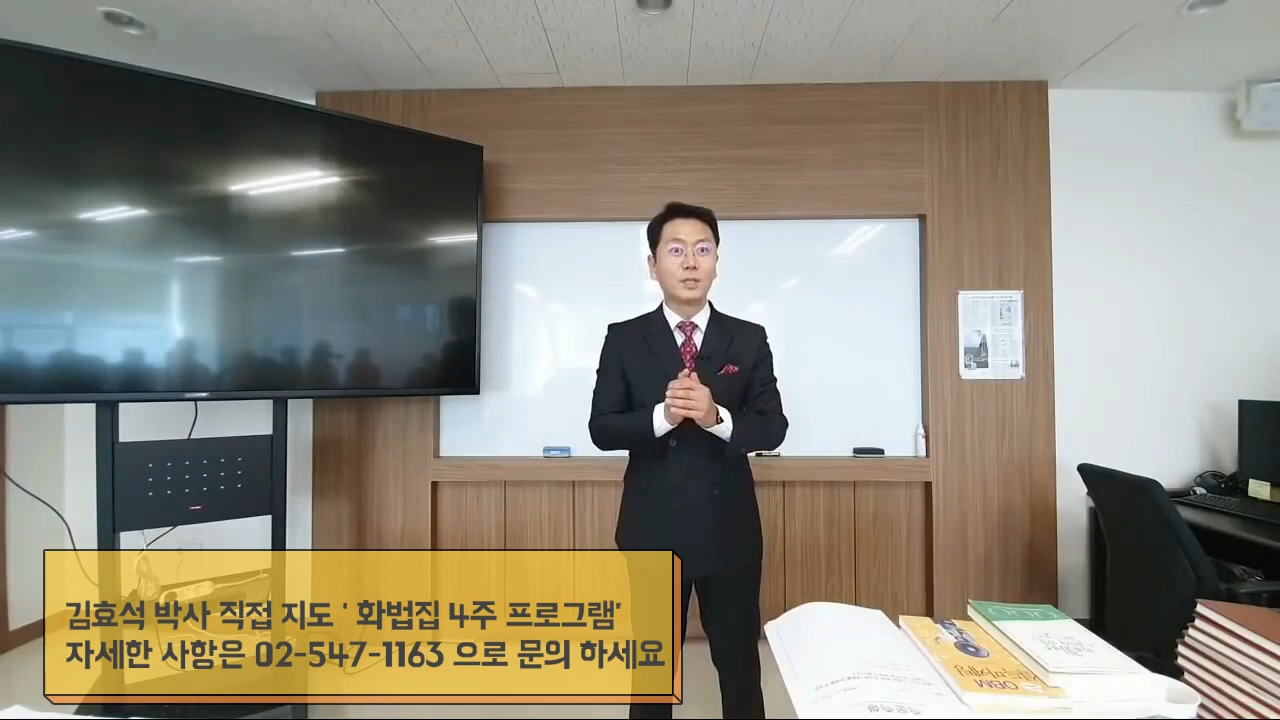 김효석 박사 직접 지도 ' 화법집 4주 프로그램'
자세한 사항은 02-547-1163 으로 문의 하세요
OBM